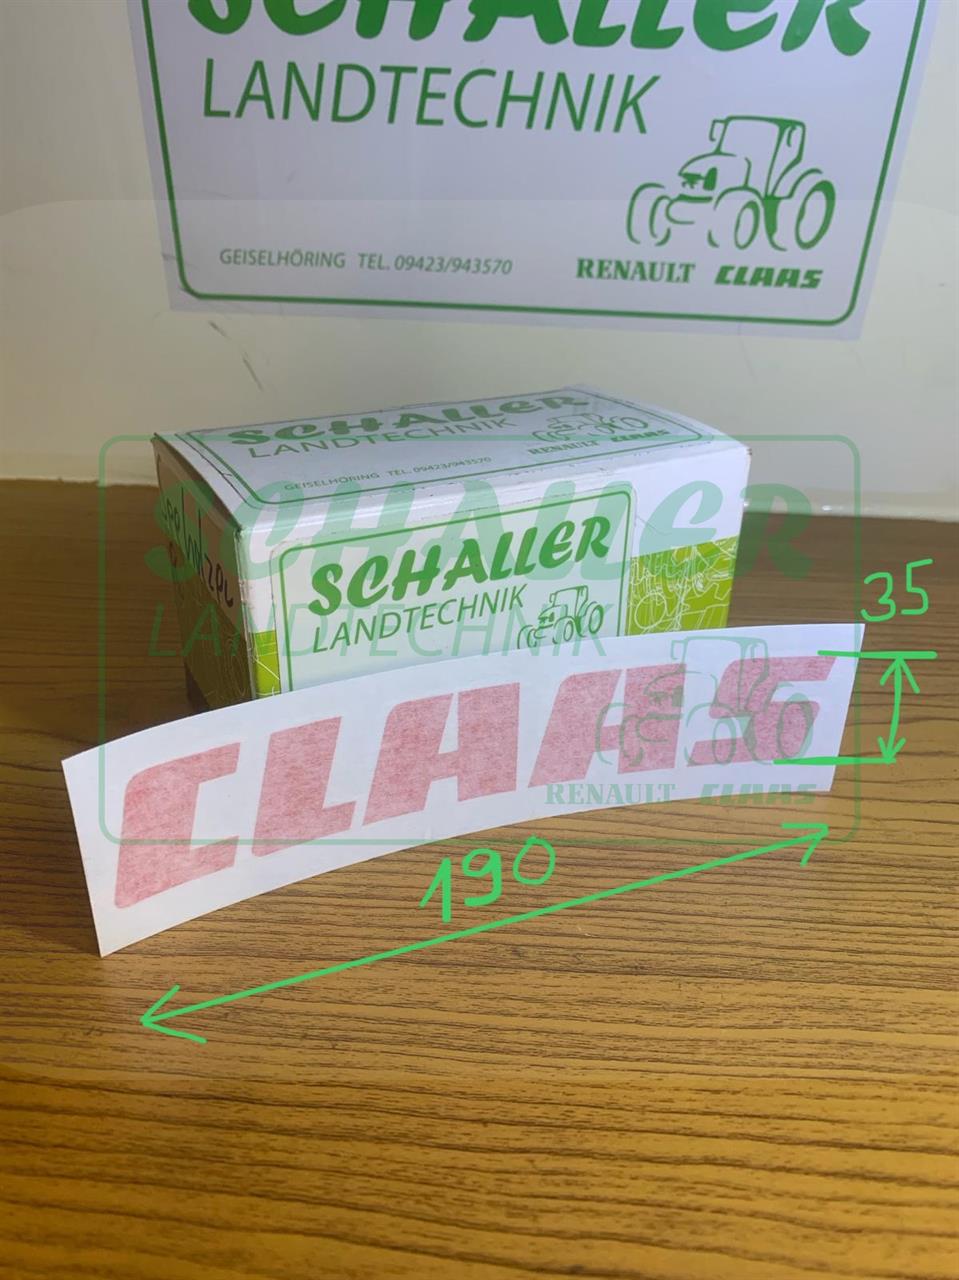 SCHALLER
LANDTECHNIK
GEISELHÖRING TEL. 09423/943570
RENAULT CLAAS
SCHALLER
LANDTECHNIK
GEISELHÖRING TEL. 09423/943570
RENAULT CLAAS
SCHALLER
LANDTECHNIK
SCHALLER
LANDTECHNIK
RENAULT CLAAS
35
CLAAS
190